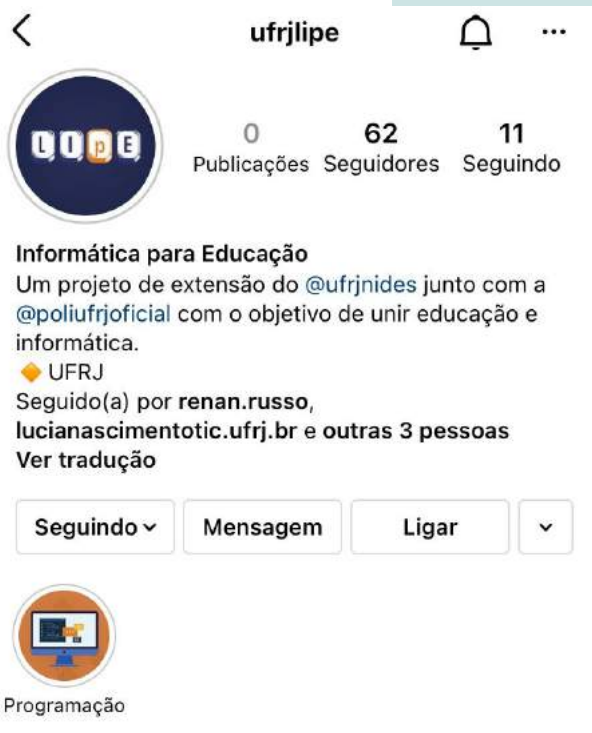 ufrjlipe
LIpE
0 62 11
Publicações Seguidores Seguindo
Informática para Educação
Um projeto de extensão do @ufrjnides junto com a
@poliufrjoficial com o objetivo de unir educação e
informática.
UFRJ
Seguido(a) por renan.russo,
lucianascimentotic.ufrj.br e outras 3 pessoas
Ver tradução
Seguindo Mensagem Ligar
Programação